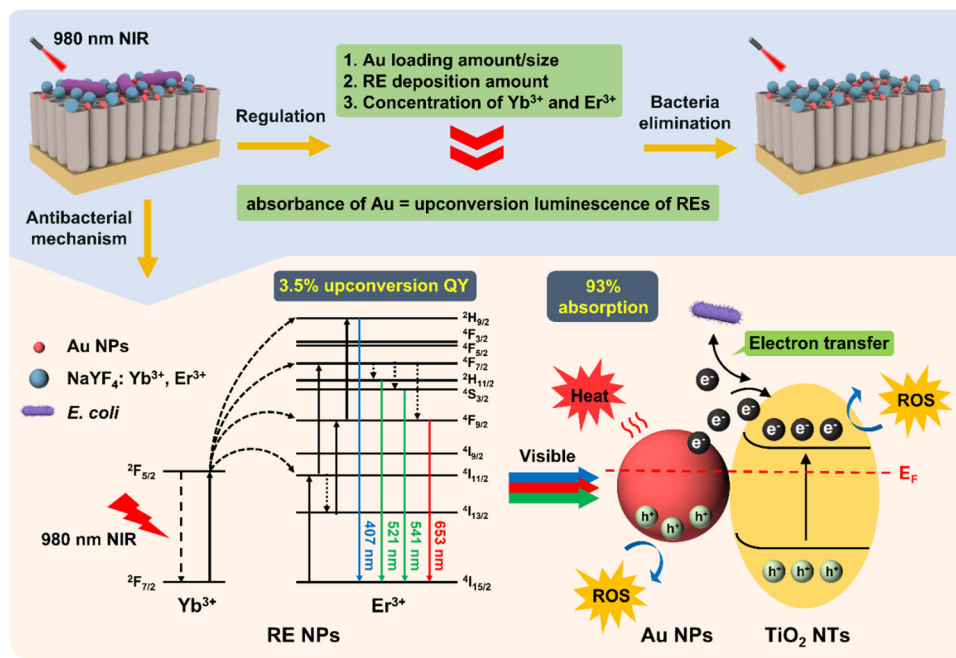 980 nm NIR
1. Au loading amount/size
2. RE deposition amount
3. Concentration of Yb³⁺ and Er³⁺
Regulation
Bacteria
elimination
absorbance of Au = upconversion luminescence of REs
Antibacterial
mechanism
3.5% upconversion QY
93%
absorption
Au NPs
NaYF₄: Yb³⁺, Er³⁺
E. coli
²F₅/₂
980 nm NIR
²F₇/₂
Yb³⁺
²H₉/₂
⁴F₃/₂
⁴F₅/₂
⁴F₇/₂
²H₁₁/₂
⁴S₃/₂
⁴F₉/₂
⁴I₉/₂
⁴I₁₁/₂
⁴I₁₃/₂
⁴I₁₅/₂
407 nm
521 nm
541 nm
653 nm
Er³⁺
RE NPs
Visible
Heat
Electron transfer
ROS
e⁻
e⁻
e⁻
e⁻ e⁻ e⁻
e⁻
E_F
h⁺ h⁺ h⁺
h⁺ h⁺ h⁺
ROS
Au NPs
TiO₂ NTs